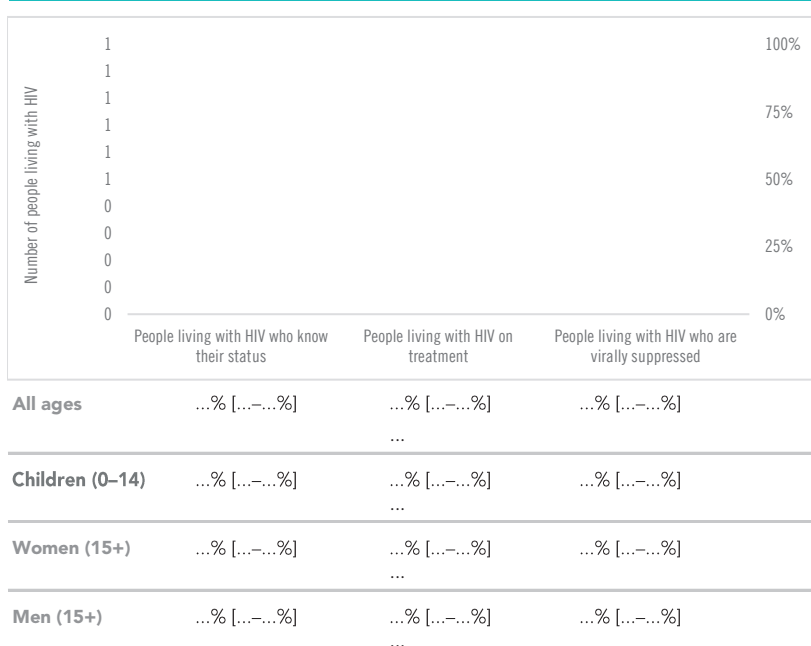 Number of people living with HIV
1
1
1
1
1
1
0
0
0
0
0
100%
75%
50%
25%
0%
People living with HIV who know
their status
People living with HIV on
treatment
People living with HIV who are
virally suppressed
All ages ...% [...–...%] ...% [...–...%] ...% [...–...%]
...
Children (0–14) ...% [...–...%] ...% [...–...%] ...% [...–...%]
...
Women (15+) ...% [...–...%] ...% [...–...%] ...% [...–...%]
...
Men (15+) ...% [...–...%] ...% [...–...%] ...% [...–...%]
...